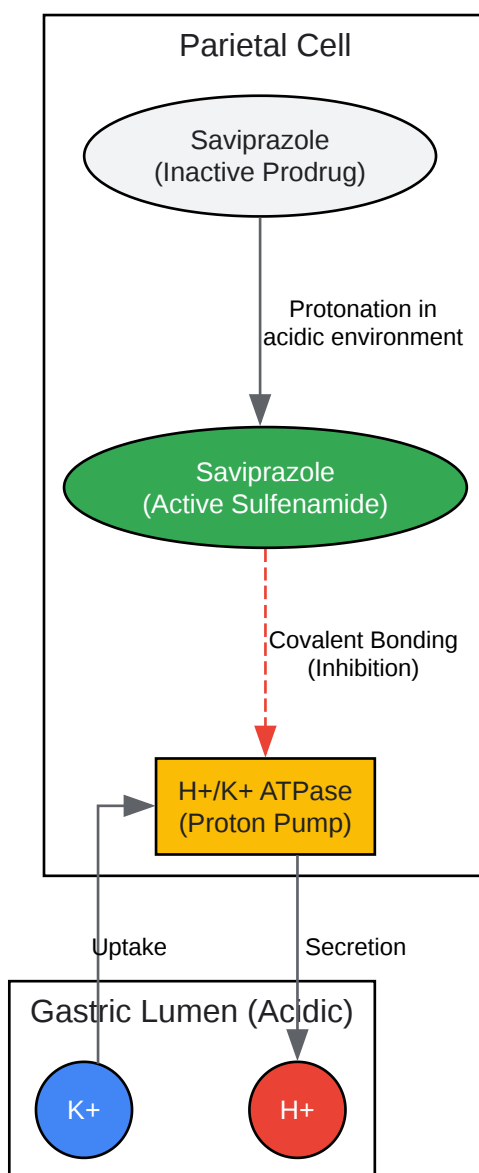 Parietal Cell
Saviprazole
(Inactive Prodrug)
Protonation in
acidic environment
Saviprazole
(Active Sulfenamide)
Covalent Bonding
(Inhibition)
H+/K+ ATPase
(Proton Pump)
Uptake
Secretion
Gastric Lumen (Acidic)
K+
H+